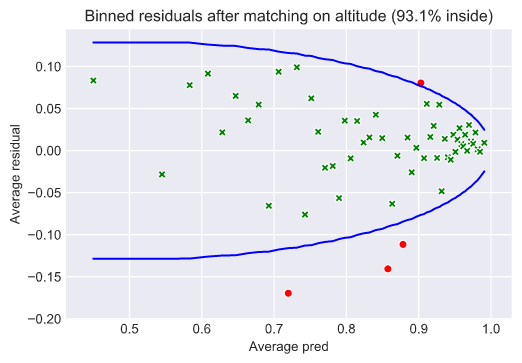 Binned residuals after matching on altitude (93.1% inside)
Average residual
0.10
0.05
0.00
−0.05
−0.10
−0.15
−0.20
0.5 0.6 0.7 0.8 0.9 1.0
Average pred